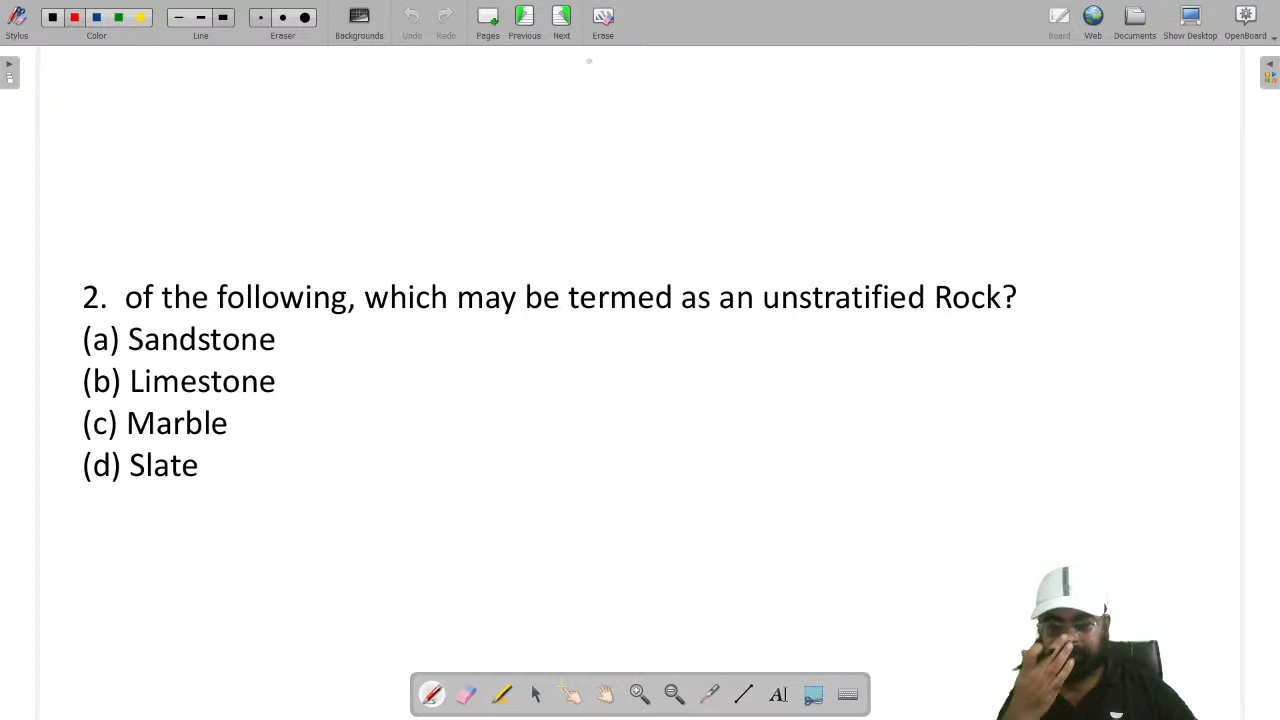 Stylus
Color
Line
Eraser
Backgrounds
Undo
Redo
Pages
Previous
Next
Erase
Board
Web
Documents
Show Desktop
OpenBoard
2. of the following, which may be termed as an unstratified Rock?
(a) Sandstone
(b) Limestone
(c) Marble
(d) Slate
AI